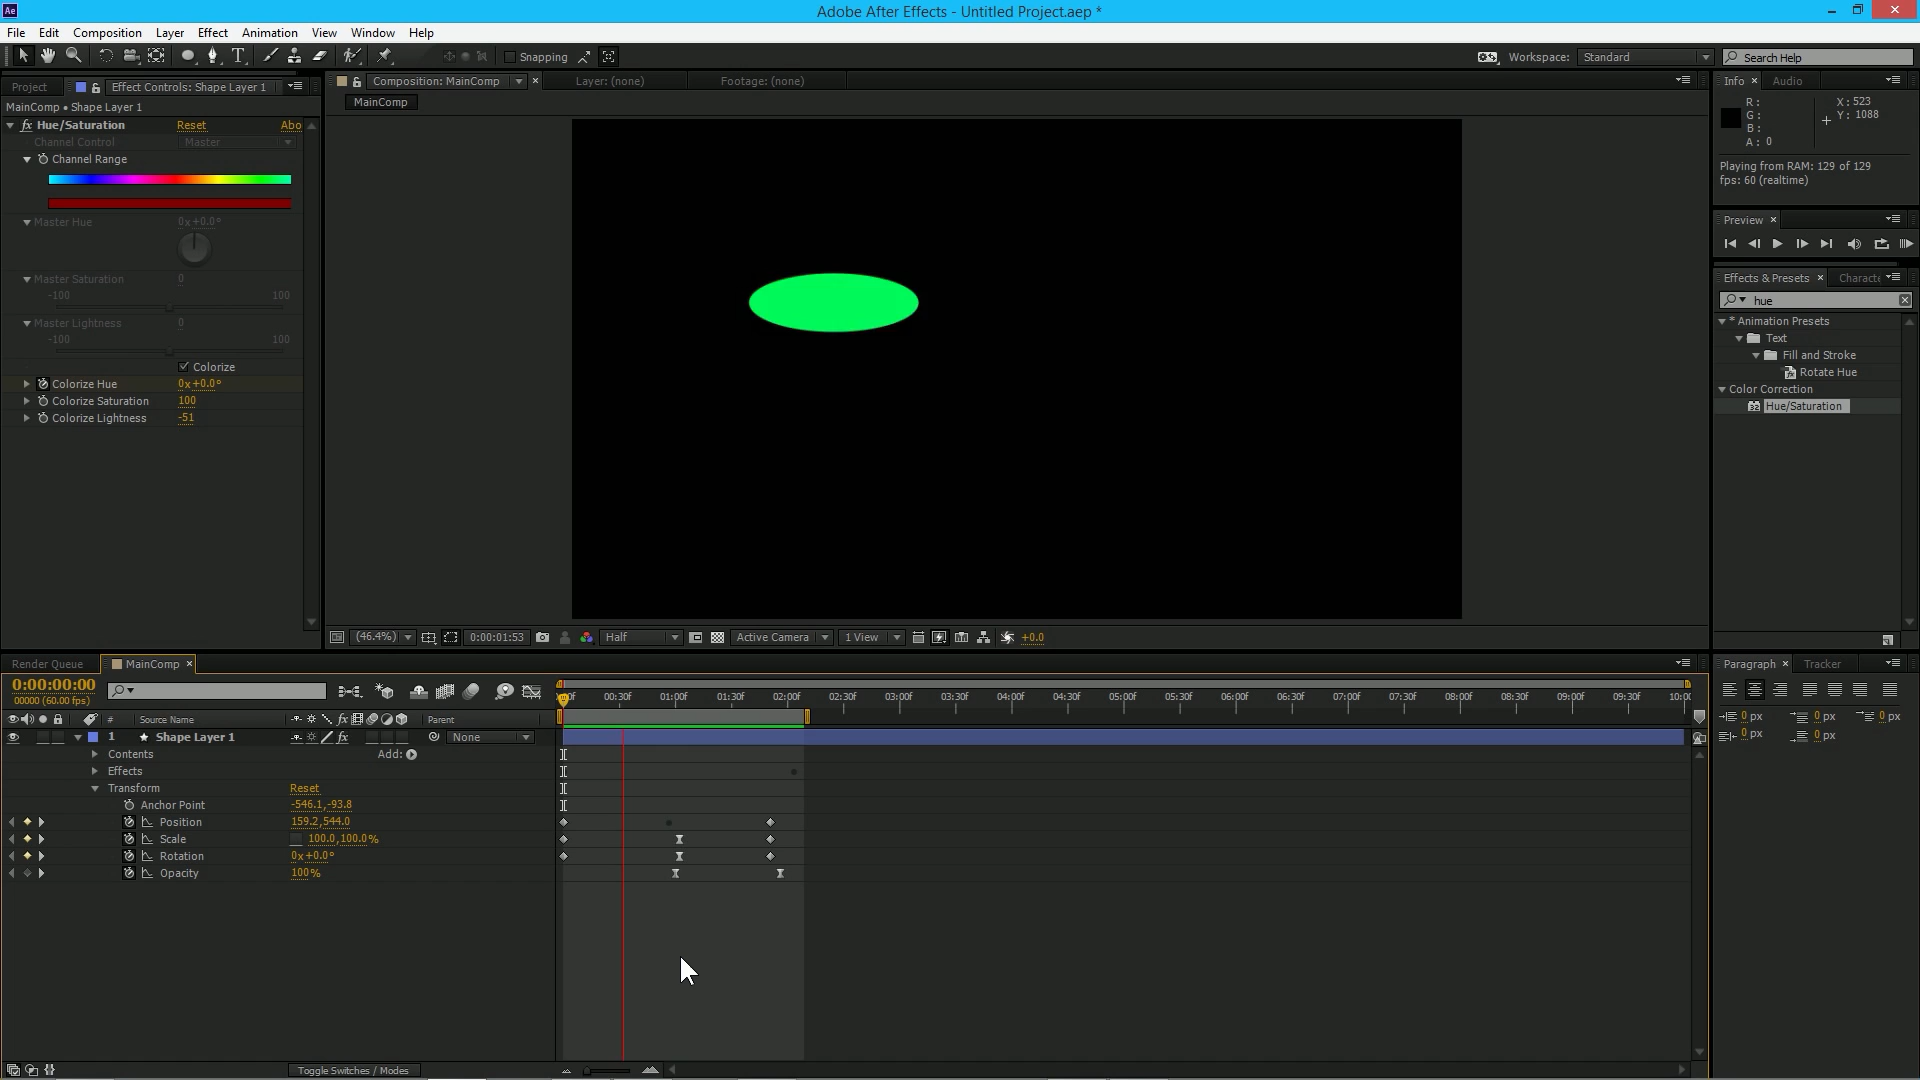 Ae
Adobe After Effects - Untitled Project.aep *
File Edit Composition Layer Effect Animation View Window Help
Snapping
Workspace: Standard
Search Help
Project
Effect Controls: Shape Layer 1
MainComp • Shape Layer 1
fx Hue/Saturation Reset Abo
Channel Control Master
Channel Range
Master Hue 0x+0.0°
Master Saturation 0
-100 100
Master Lightness 0
-100 100
Colorize
Colorize Hue 0x+0.0°
Colorize Saturation 100
Colorize Lightness -51
Composition: MainComp
Layer: (none)
Footage: (none)
MainComp
(46.4%) 0:00:01:53 Half Active Camera 1 View +0.0
Info Audio
R: X: 523
G: Y: 1088
B:
A: 0
Playing from RAM: 129 of 129
fps: 60 (realtime)
Preview
Effects & Presets Characte
hue
* Animation Presets
Text
Fill and Stroke
Rotate Hue
Color Correction
32 Hue/Saturation
Render Queue MainComp
0:00:00:00
00000 (60.00 fps)
00:30f 01:00f 01:30f 02:00f 02:30f 03:00f 03:30f 04:00f 04:30f 05:00f 05:30f 06:00f 06:30f 07:00f 07:30f 08:00f 08:30f 09:00f 09:30f 10:00
# Source Name fx Parent
1 Shape Layer 1 fx None
Contents Add:
Effects
Transform Reset
Anchor Point -546.1,-93.8
Position 159.2,544.0
Scale 100.0,100.0%
Rotation 0x+0.0°
Opacity 100%
Toggle Switches / Modes
Paragraph Tracker
0 px 0 px 0 px
0 px 0 px